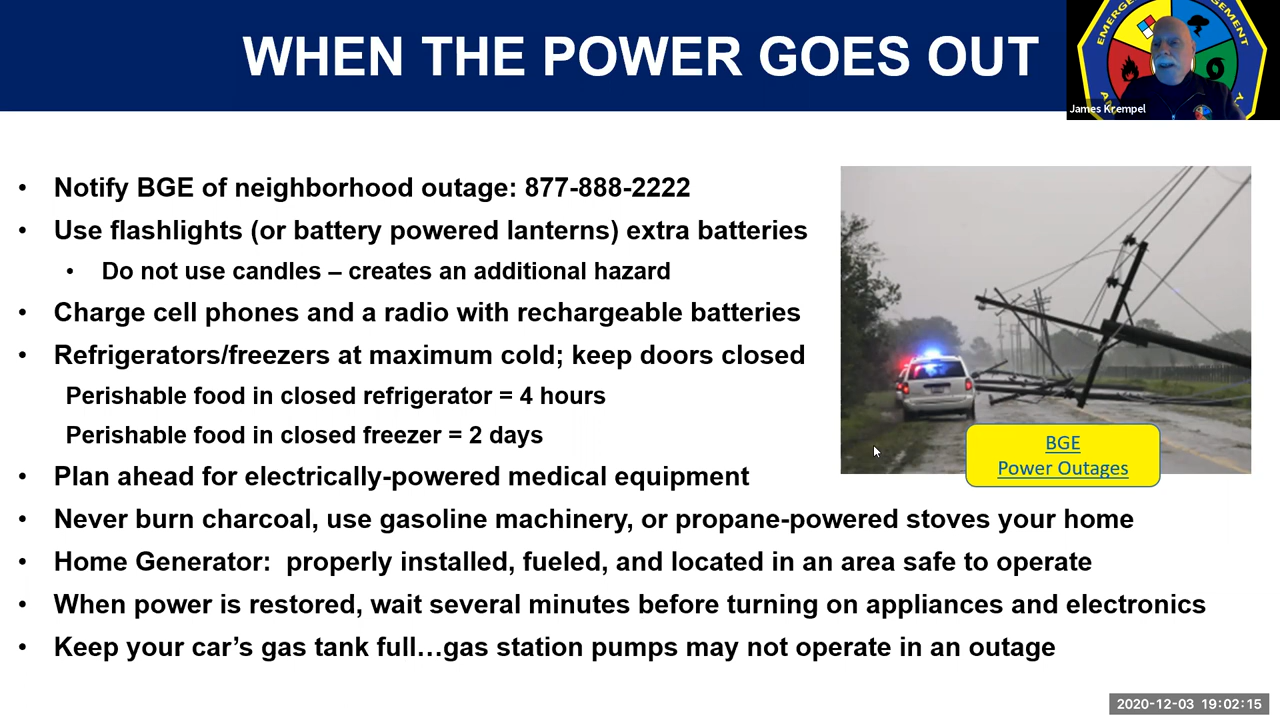 WHEN THE POWER GOES OUT
James Krempel
• Notify BGE of neighborhood outage: 877-888-2222
• Use flashlights (or battery powered lanterns) extra batteries
• Do not use candles – creates an additional hazard
• Charge cell phones and a radio with rechargeable batteries
• Refrigerators/freezers at maximum cold; keep doors closed
Perishable food in closed refrigerator = 4 hours
Perishable food in closed freezer = 2 days
BGE
Power Outages
• Plan ahead for electrically-powered medical equipment
• Never burn charcoal, use gasoline machinery, or propane-powered stoves your home
• Home Generator:  properly installed, fueled, and located in an area safe to operate
• When power is restored, wait several minutes before turning on appliances and electronics
• Keep your car’s gas tank full…gas station pumps may not operate in an outage
2020-12-03 19:02:15